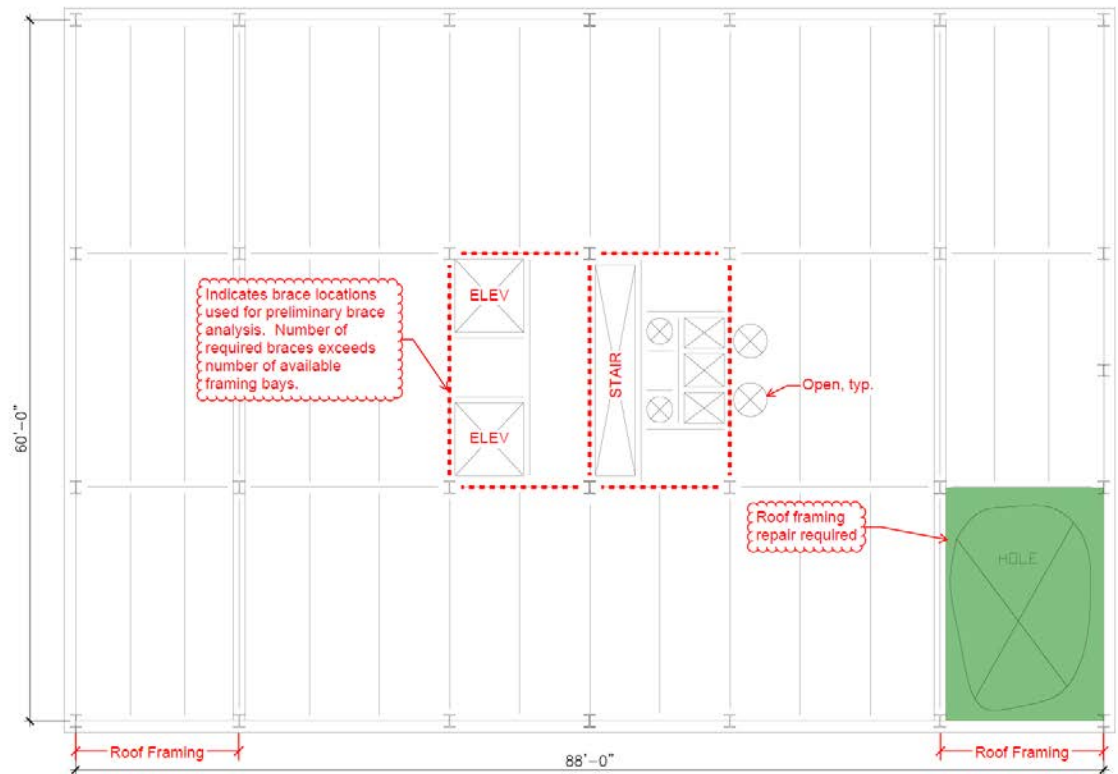 ELEV
Indicates brace locations
used for preliminary brace
analysis. Number of
required braces exceeds
number of available
framing bays.
STAIR
Open, typ.
60'-0"
ELEV
Roof framing
repair required
HOLE
Roof Framing
88'-0"
Roof Framing